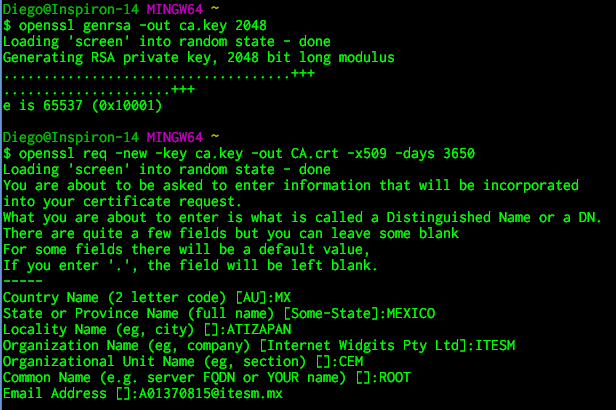 Diego@Inspiron-14 MINGW64 ~
$ openssl genrsa -out ca.key 2048
Loading 'screen' into random state - done
Generating RSA private key, 2048 bit long modulus
...................................+++
.....................+++
e is 65537 (0x10001)
Diego@Inspiron-14 MINGW64 ~
$ openssl req -new -key ca.key -out CA.crt -x509 -days 3650
Loading 'screen' into random state - done
You are about to be asked to enter information that will be incorporated
into your certificate request.
What you are about to enter is what is called a Distinguished Name or a DN.
There are quite a few fields but you can leave some blank
For some fields there will be a default value,
If you enter '.', the field will be left blank.
-----
Country Name (2 letter code) [AU]:MX
State or Province Name (full name) [Some-State]:MEXICO
Locality Name (eg, city) []:ATIZAPAN
Organization Name (eg, company) [Internet Widgits Pty Ltd]:ITESM
Organizational Unit Name (eg, section) []:CEM
Common Name (e.g. server FQDN or YOUR name) []:ROOT
Email Address []:A01370815@itesm.mx